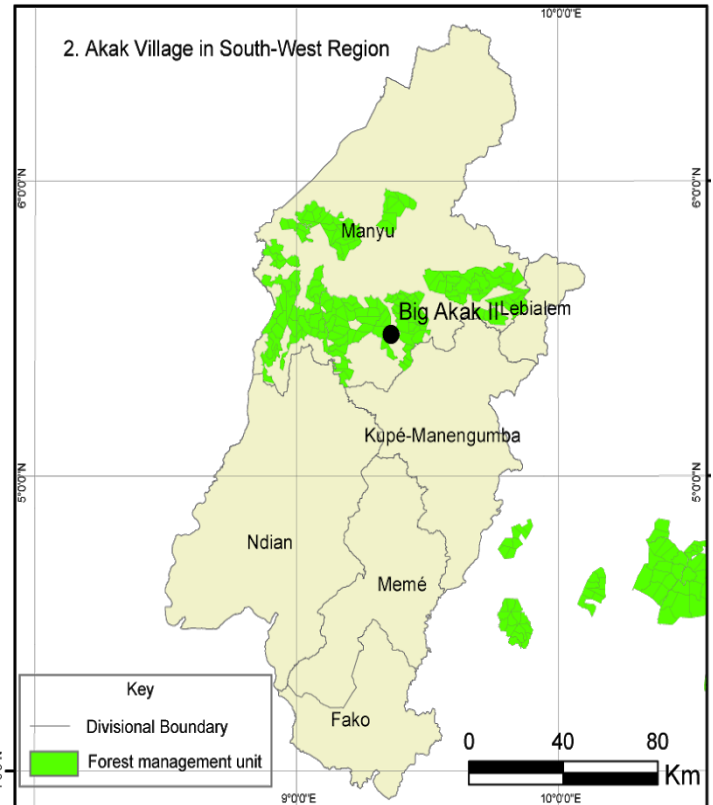 10°0'0"E
2. Akak Village in South-West Region
6°0'0"N
6°0'0"N
Manyu
Big Akak II
Lebialem
Kupé-Manengumba
5°0'0"N
5°0'0"N
Ndian
Memé
Key
Divisional Boundary
Forest management unit
Fako
0 40 80
Km
9°0'0"E
10°0'0"E